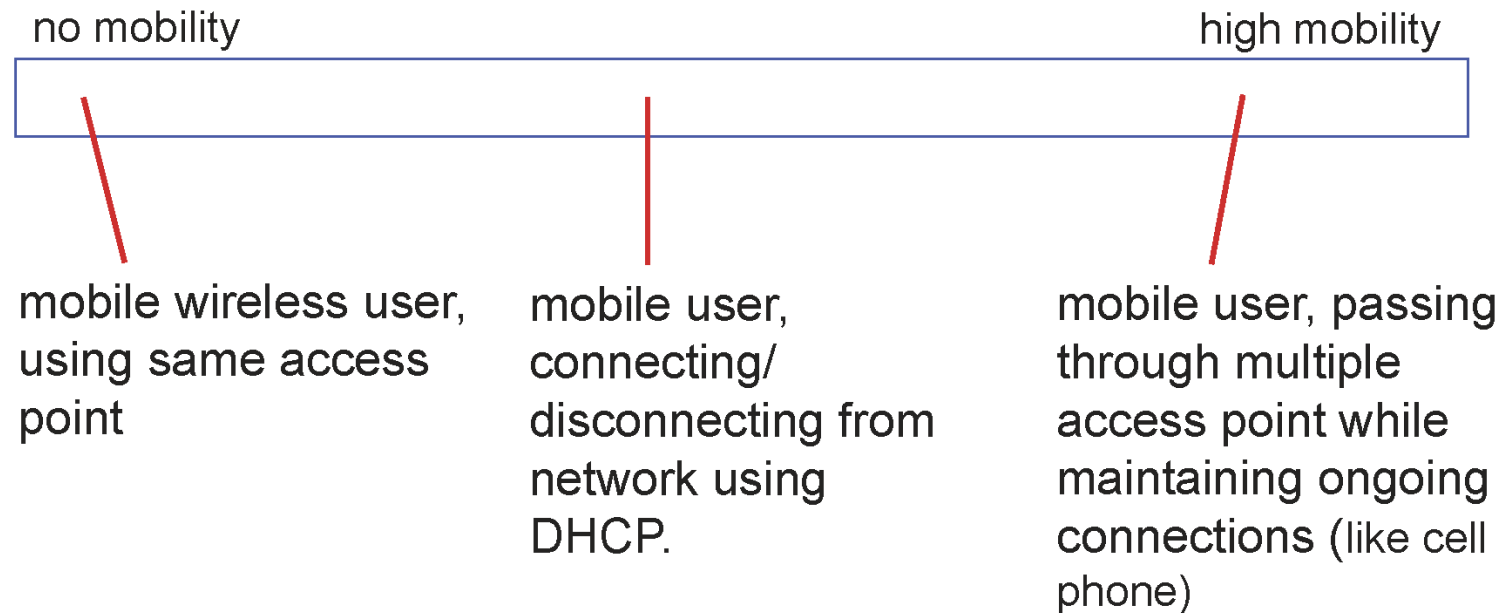 no mobility
high mobility
mobile wireless user,
using same access
point
mobile user,
connecting/
disconnecting from
network using
DHCP.
mobile user, passing
through multiple
access point while
maintaining ongoing
connections (like cell
phone)